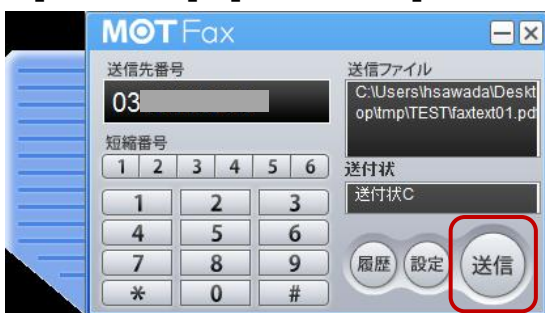 MOT Fax
送信先番号
03
短縮番号
1 2 3 4 5 6
1 2 3
4 5 6
7 8 9
* 0 #
送信ファイル
C:\Users\hsawada\Deskt
op\tmp\TEST\faxtext01.pdf
送付状
送付状C
履歴 設定 送信